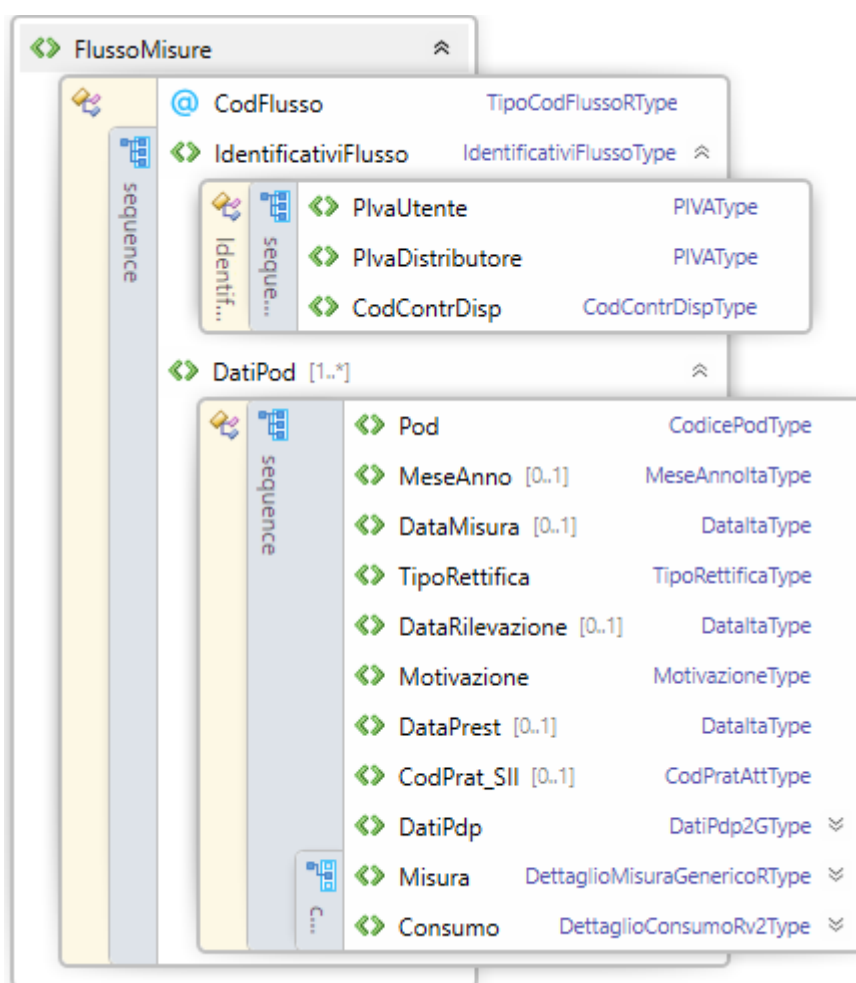 FlussoMisure
@ CodFlusso TipoCodFlussoRType
IdentificativiFlusso IdentificativiFlussoType
sequence
Identif...
seque...
PIvaUtente PIVAType
PIvaDistributore PIVAType
CodContrDisp CodContrDispType
DatiPod [1..*]
sequence
Pod CodicePodType
MeseAnno [0..1] MeseAnnoItaType
DataMisura [0..1] DataItaType
TipoRettifica TipoRettificaType
DataRilevazione [0..1] DataItaType
Motivazione MotivazioneType
DataPrest [0..1] DataItaType
CodPrat_SII [0..1] CodPratAttType
DatiPdp DatiPdp2GType
c...
Misura DettaglioMisuraGenericoRType
Consumo DettaglioConsumoRv2Type